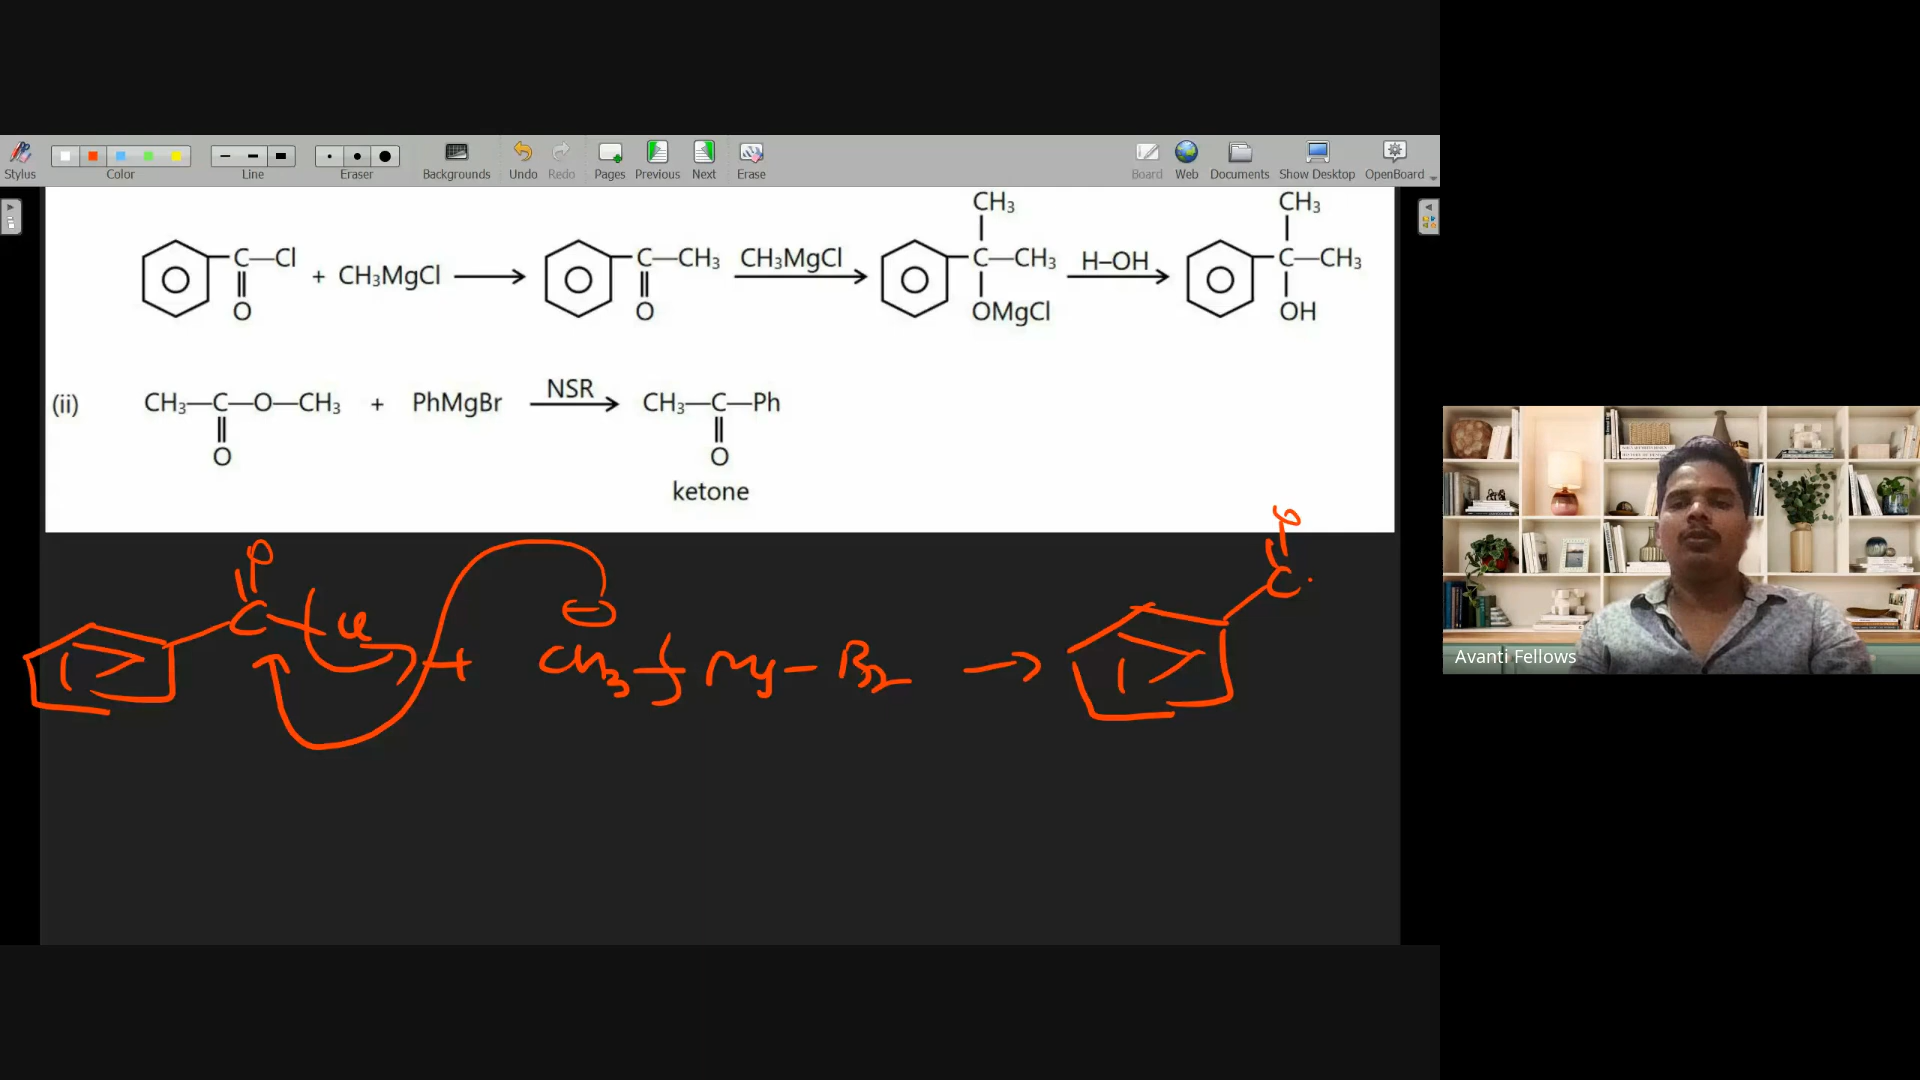 Stylus Color Line Eraser Backgrounds Undo Redo Pages Previous Next Erase Board Web Documents Show Desktop OpenBoard
CH₃ CH₃
C—Cl + CH₃MgCl C—CH₃ CH₃MgCl C—CH₃ H–OH C—CH₃
O O OMgCl OH
(ii) CH₃—C—O—CH₃ + PhMgBr NSR CH₃—C—Ph
O O
ketone
O O
C Cl + CH₃ Mg – Br → C
⊖
Avanti Fellows